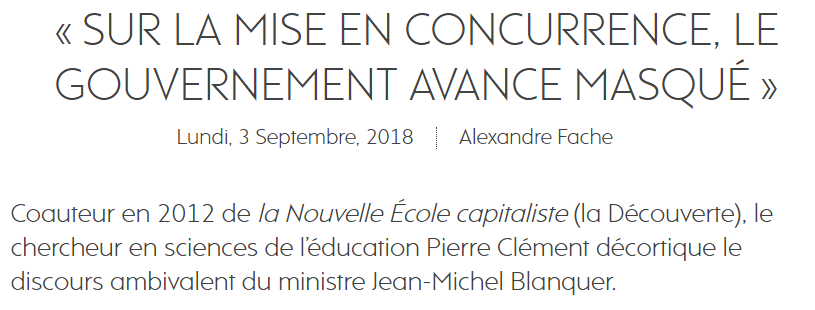 « SUR LA MISE EN CONCURRENCE, LE
GOUVERNEMENT AVANCE MASQUÉ »
Lundi, 3 Septembre, 2018 Alexandre Fache
Coauteur en 2012 de la Nouvelle École capitaliste (la Découverte), le
chercheur en sciences de l’éducation Pierre Clément décortique le
discours ambivalent du ministre Jean-Michel Blanquer.